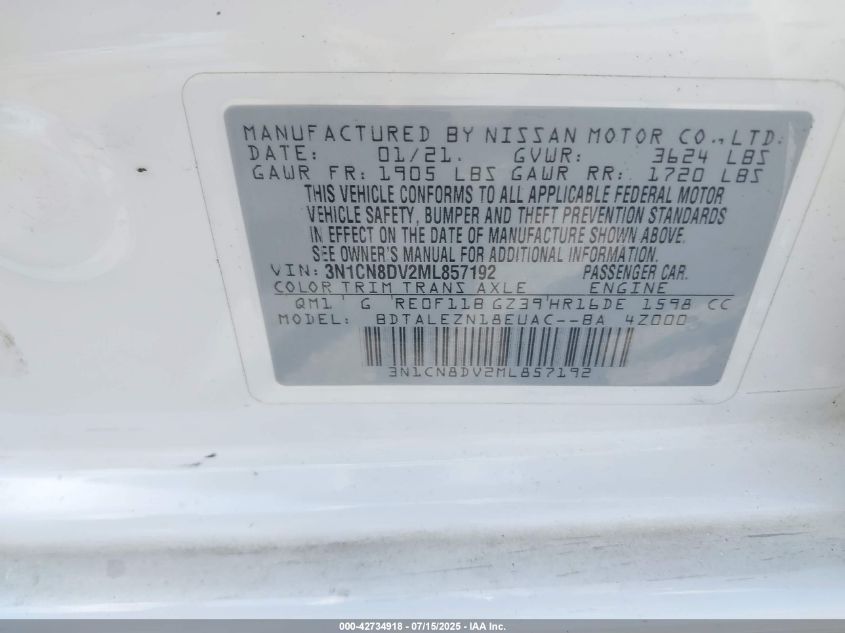 MANUFACTURED BY NISSAN MOTOR CO.,LTD.
DATE: 01/21. GVWR: 3624 LBS
GAWR FR: 1905 LBS GAWR RR: 1720 LBS
THIS VEHICLE CONFORMS TO ALL APPLICABLE FEDERAL MOTOR
VEHICLE SAFETY, BUMPER AND THEFT PREVENTION STANDARDS
IN EFFECT ON THE DATE OF MANUFACTURE SHOWN ABOVE.
SEE OWNER'S MANUAL FOR ADDITIONAL INFORMATION.
VIN: 3N1CN8DV2ML857192 PASSENGER CAR.
COLOR TRIM TRANS AXLE ENGINE
QM1 G RE0F11B GZ39 HR16DE 1598 CC
MODEL: BDTALEZN18EUAC--BA 4Z000
3N1CN8DV2ML857192
000-42734918 - 07/15/2025 - IAA Inc.